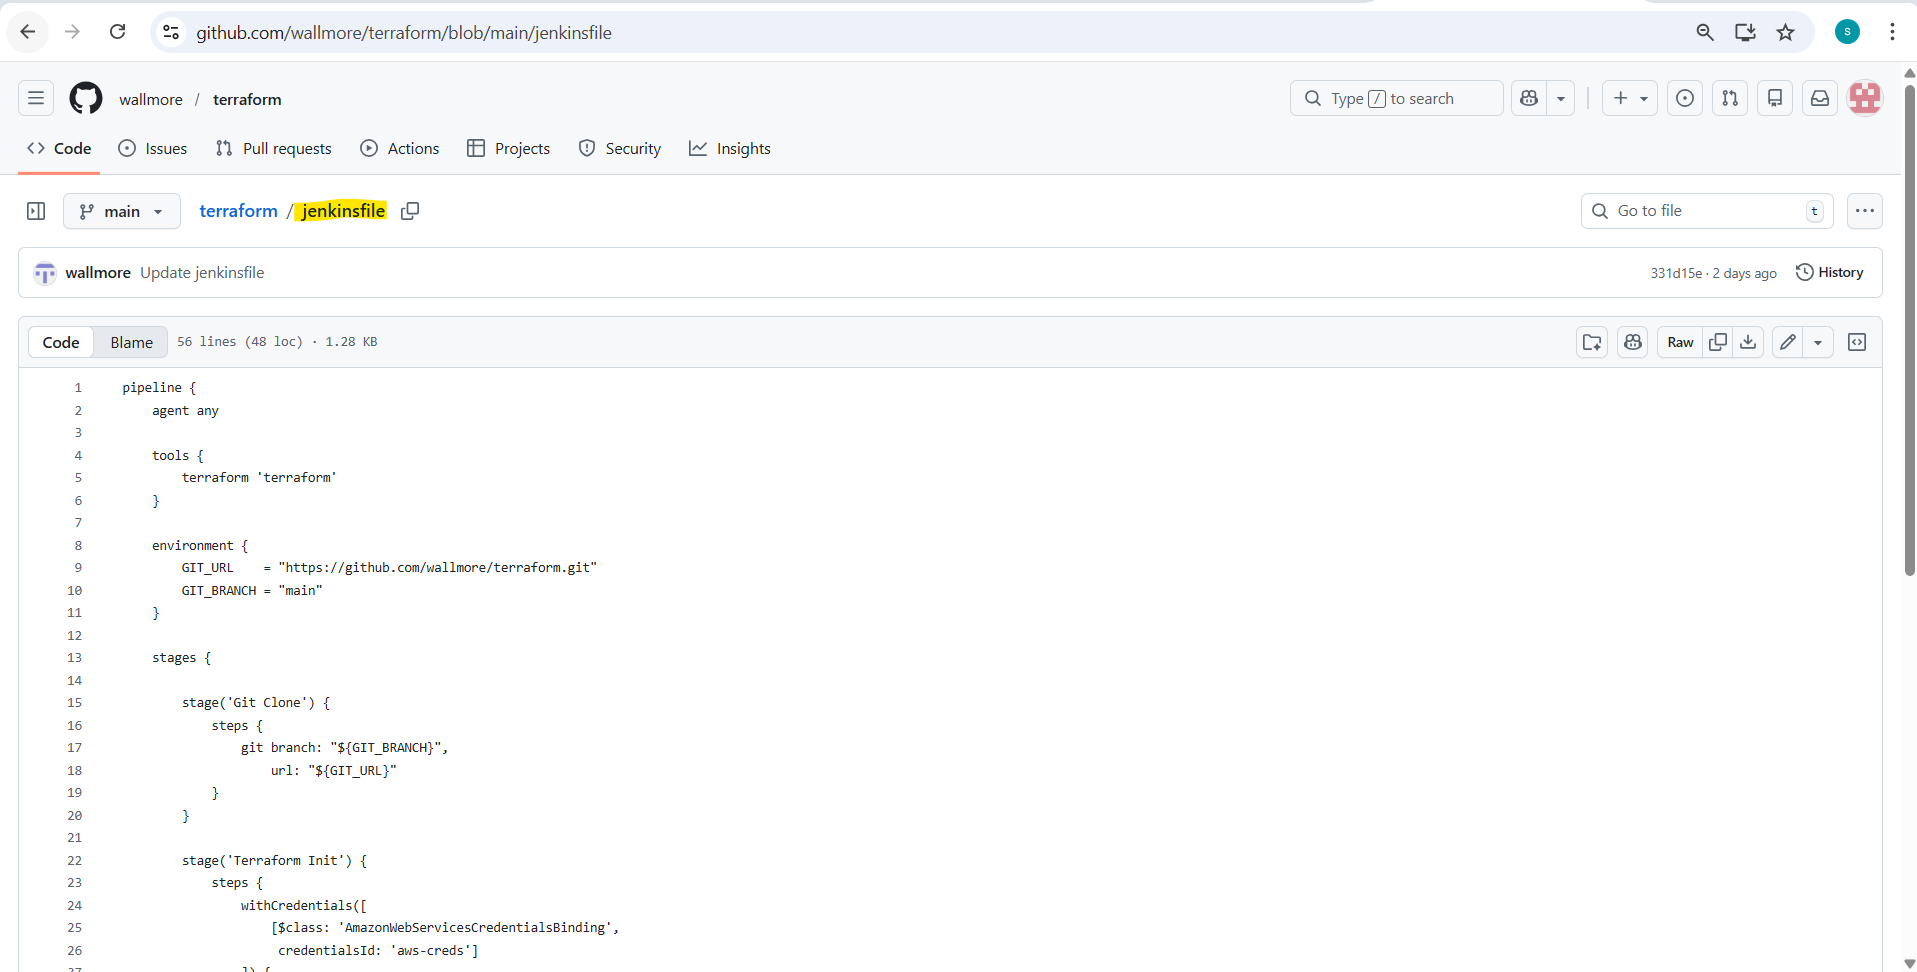 github.com/wallmore/terraform/blob/main/jenkinsfile
S
wallmore / terraform
Type / to search
Code Issues Pull requests Actions Projects Security Insights
main terraform / jenkinsfile Go to file t
wallmore Update jenkinsfile 331d15e · 2 days ago History
Code Blame 56 lines (48 loc) · 1.28 KB Raw
1 pipeline {
2     agent any
3
4     tools {
5         terraform 'terraform'
6     }
7
8     environment {
9         GIT_URL    = "https://github.com/wallmore/terraform.git"
10         GIT_BRANCH = "main"
11     }
12
13     stages {
14
15         stage('Git Clone') {
16             steps {
17                 git branch: "${GIT_BRANCH}",
18                     url: "${GIT_URL}"
19             }
20         }
21
22         stage('Terraform Init') {
23             steps {
24                 withCredentials([
25                     [$class: 'AmazonWebServicesCredentialsBinding',
26                      credentialsId: 'aws-creds']
27                 ]) {